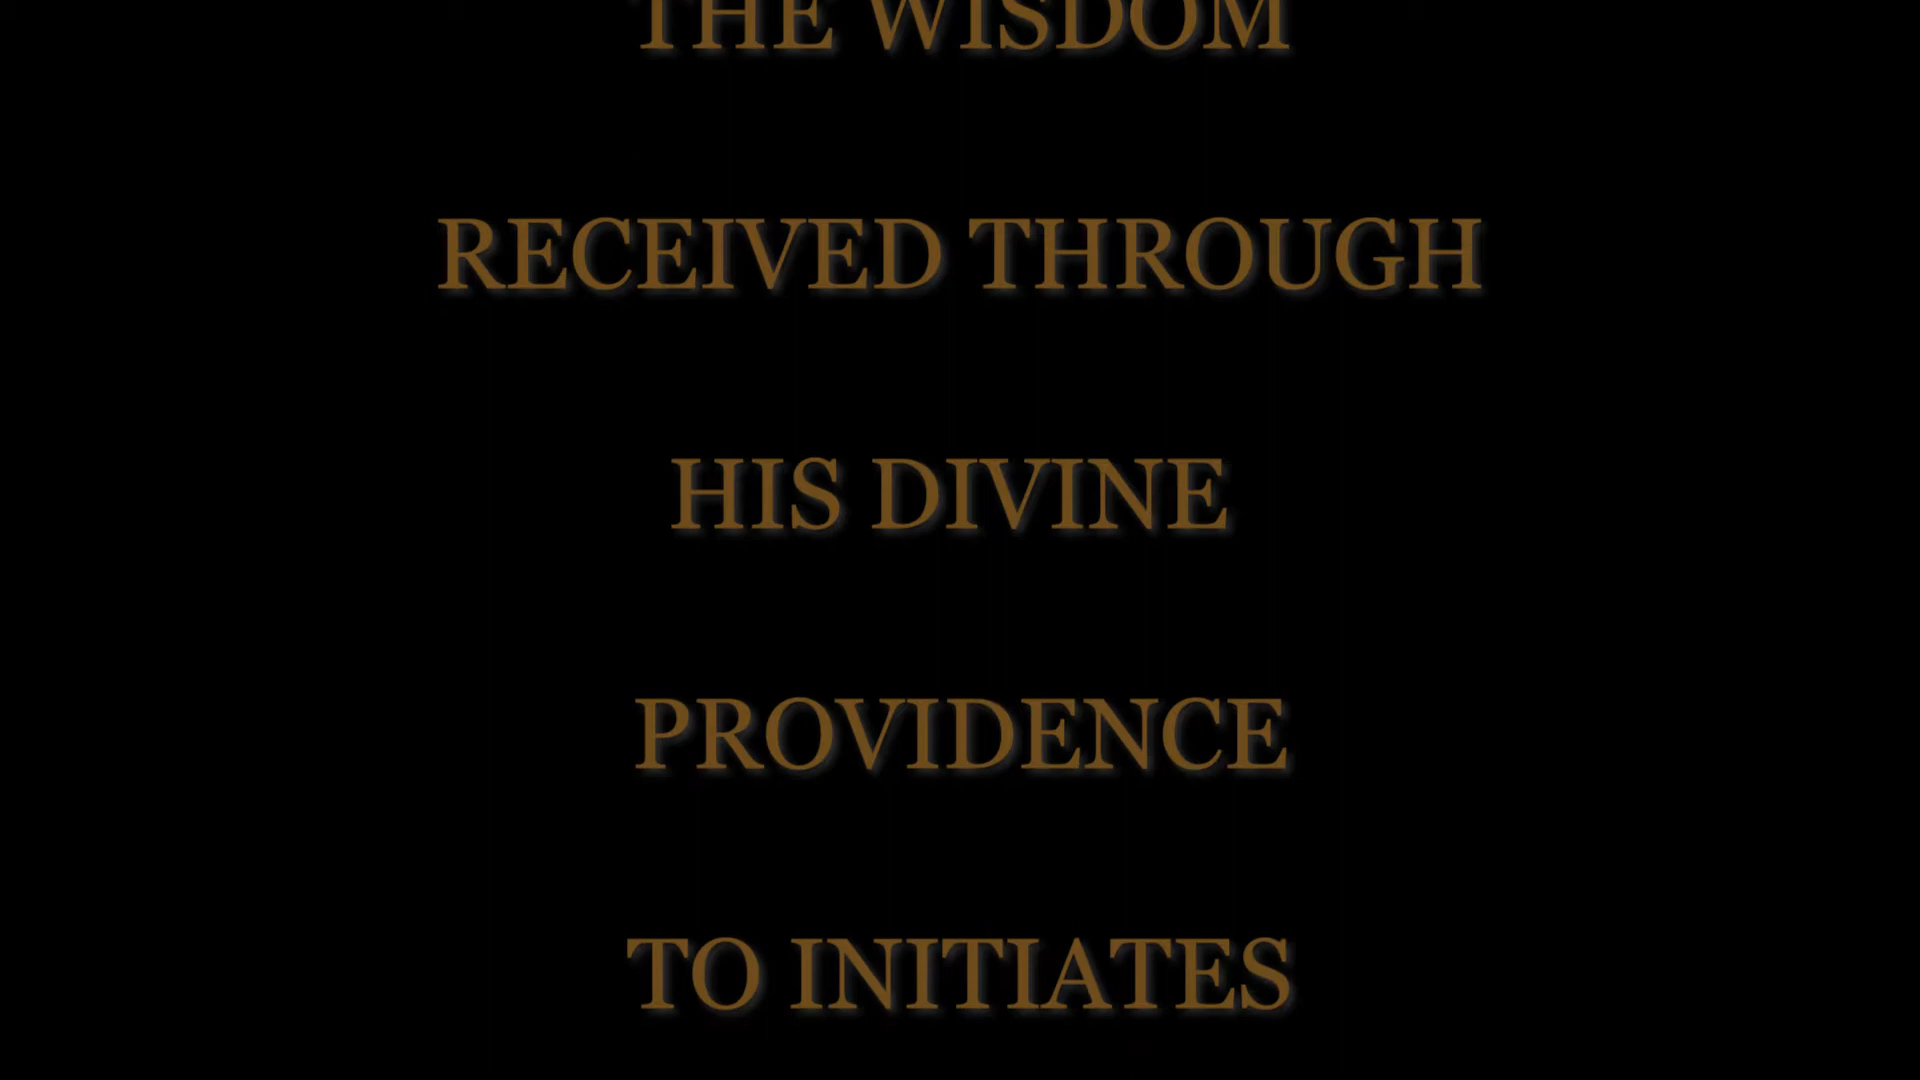 THE WISDOM
RECEIVED THROUGH
HIS DIVINE
PROVIDENCE
TO INITIATES